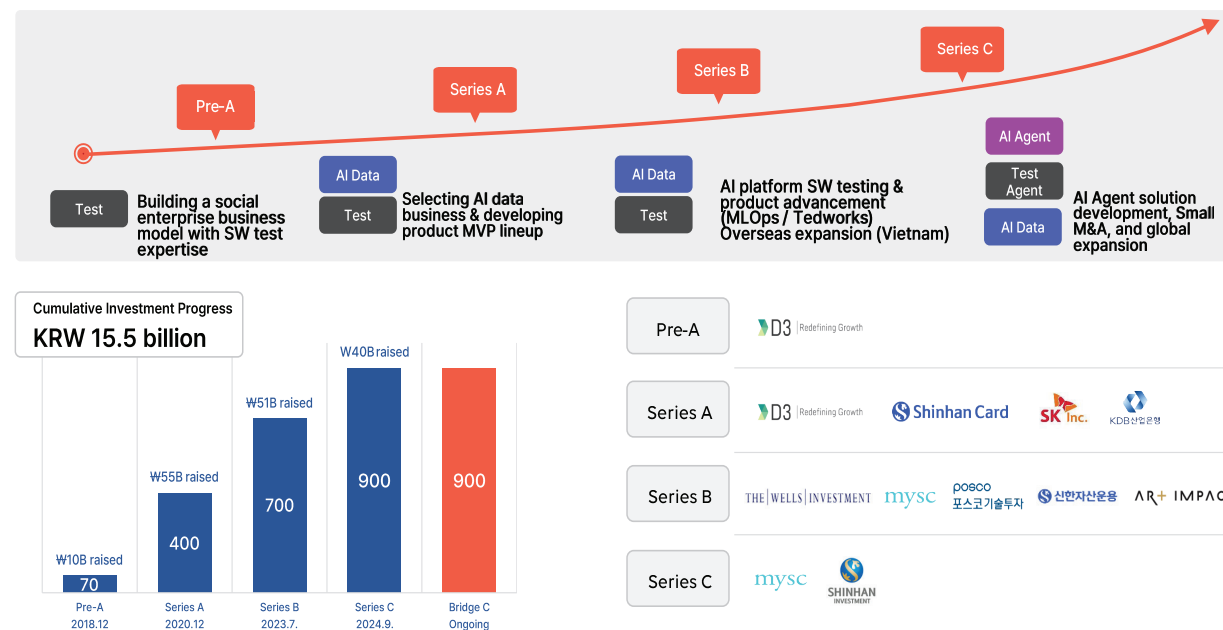 Pre-A
Series A
Series B
Series C
Test
Building a social
enterprise business
model with SW test
expertise
AI Data
Test
Selecting AI data
business & developing
product MVP lineup
AI Data
Test
AI platform SW testing &
product advancement
(MLOps / Tedworks)
Overseas expansion (Vietnam)
AI Agent
Test
Agent
AI Data
AI Agent solution
development, Small
M&A, and global
expansion
Cumulative Investment Progress
KRW 15.5 billion
₩10B raised
70
Pre-A
2018.12
₩55B raised
400
Series A
2020.12
₩51B raised
700
Series B
2023.7.
W40B raised
900
Series C
2024.9.
900
Bridge C
Ongoing
Pre-A
D3 Redefining Growth
Series A
D3 Redefining Growth
Shinhan Card
SK Inc.
KDB산업은행
Series B
THE WELLS INVESTMENT
mysc
posco
포스코기술투자
신한자산운용
AR+ IMPAC
Series C
mysc
SHINHAN
INVESTMENT